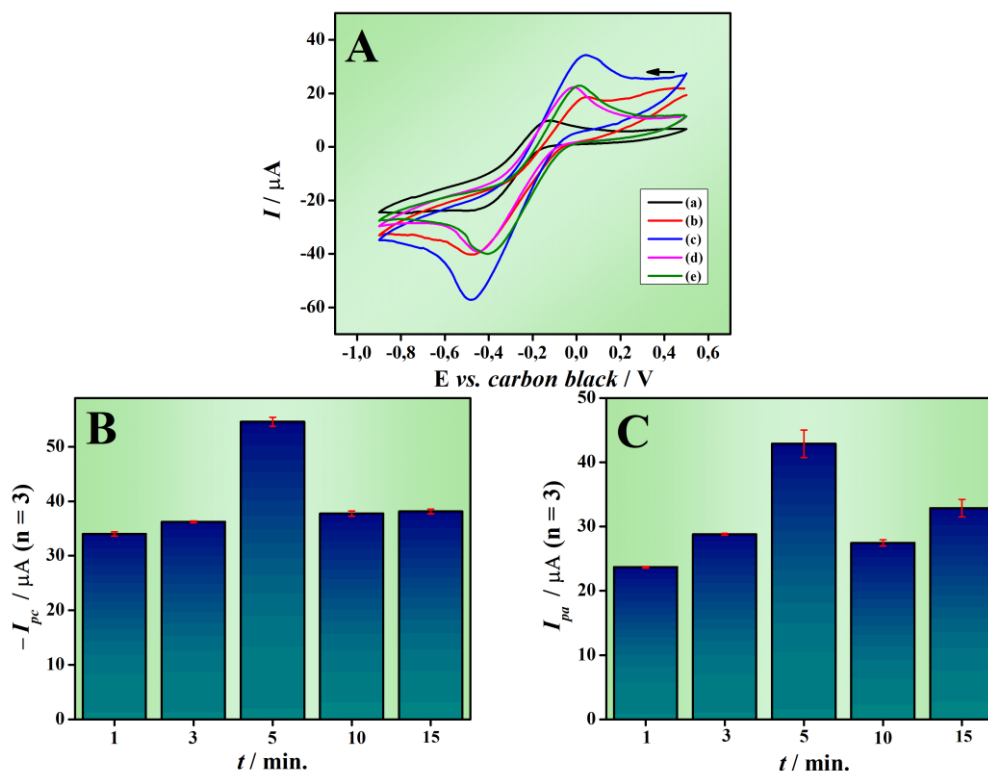 A
I / µA
40
20
0
-20
-40
-60
(a)
(b)
(c)
(d)
(e)
-1,0 -0,8 -0,6 -0,4 -0,2 0,0 0,2 0,4 0,6
E vs. carbon black / V
B
– Ipc / µA (n = 3)
50
40
30
20
10
0
1 3 5 10 15
t / min.
C
Ipa / µA (n = 3)
50
40
30
20
10
0
1 3 5 10 15
t / min.